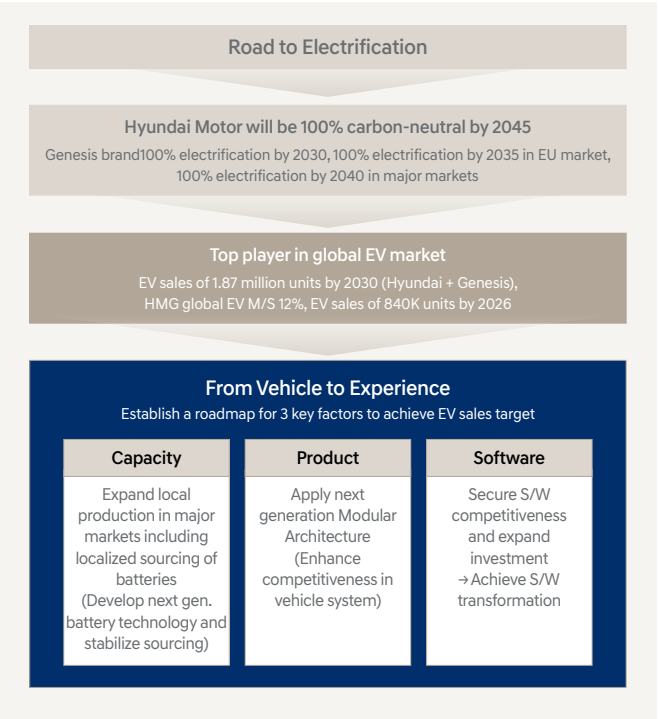 Road to Electrification
Hyundai Motor will be 100% carbon-neutral by 2045
Genesis brand100% electrification by 2030, 100% electrification by 2035 in EU market,
100% electrification by 2040 in major markets
Top player in global EV market
EV sales of 1.87 million units by 2030 (Hyundai + Genesis),
HMG global EV M/S 12%, EV sales of 840K units by 2026
From Vehicle to Experience
Establish a roadmap for 3 key factors to achieve EV sales target
Capacity
Expand local
production in major
markets including
localized sourcing of
batteries
(Develop next gen.
battery technology and
stabilize sourcing)
Product
Apply next
generation Modular
Architecture
(Enhance
competitiveness in
vehicle system)
Software
Secure S/W
competitiveness
and expand
investment
→Achieve S/W
transformation